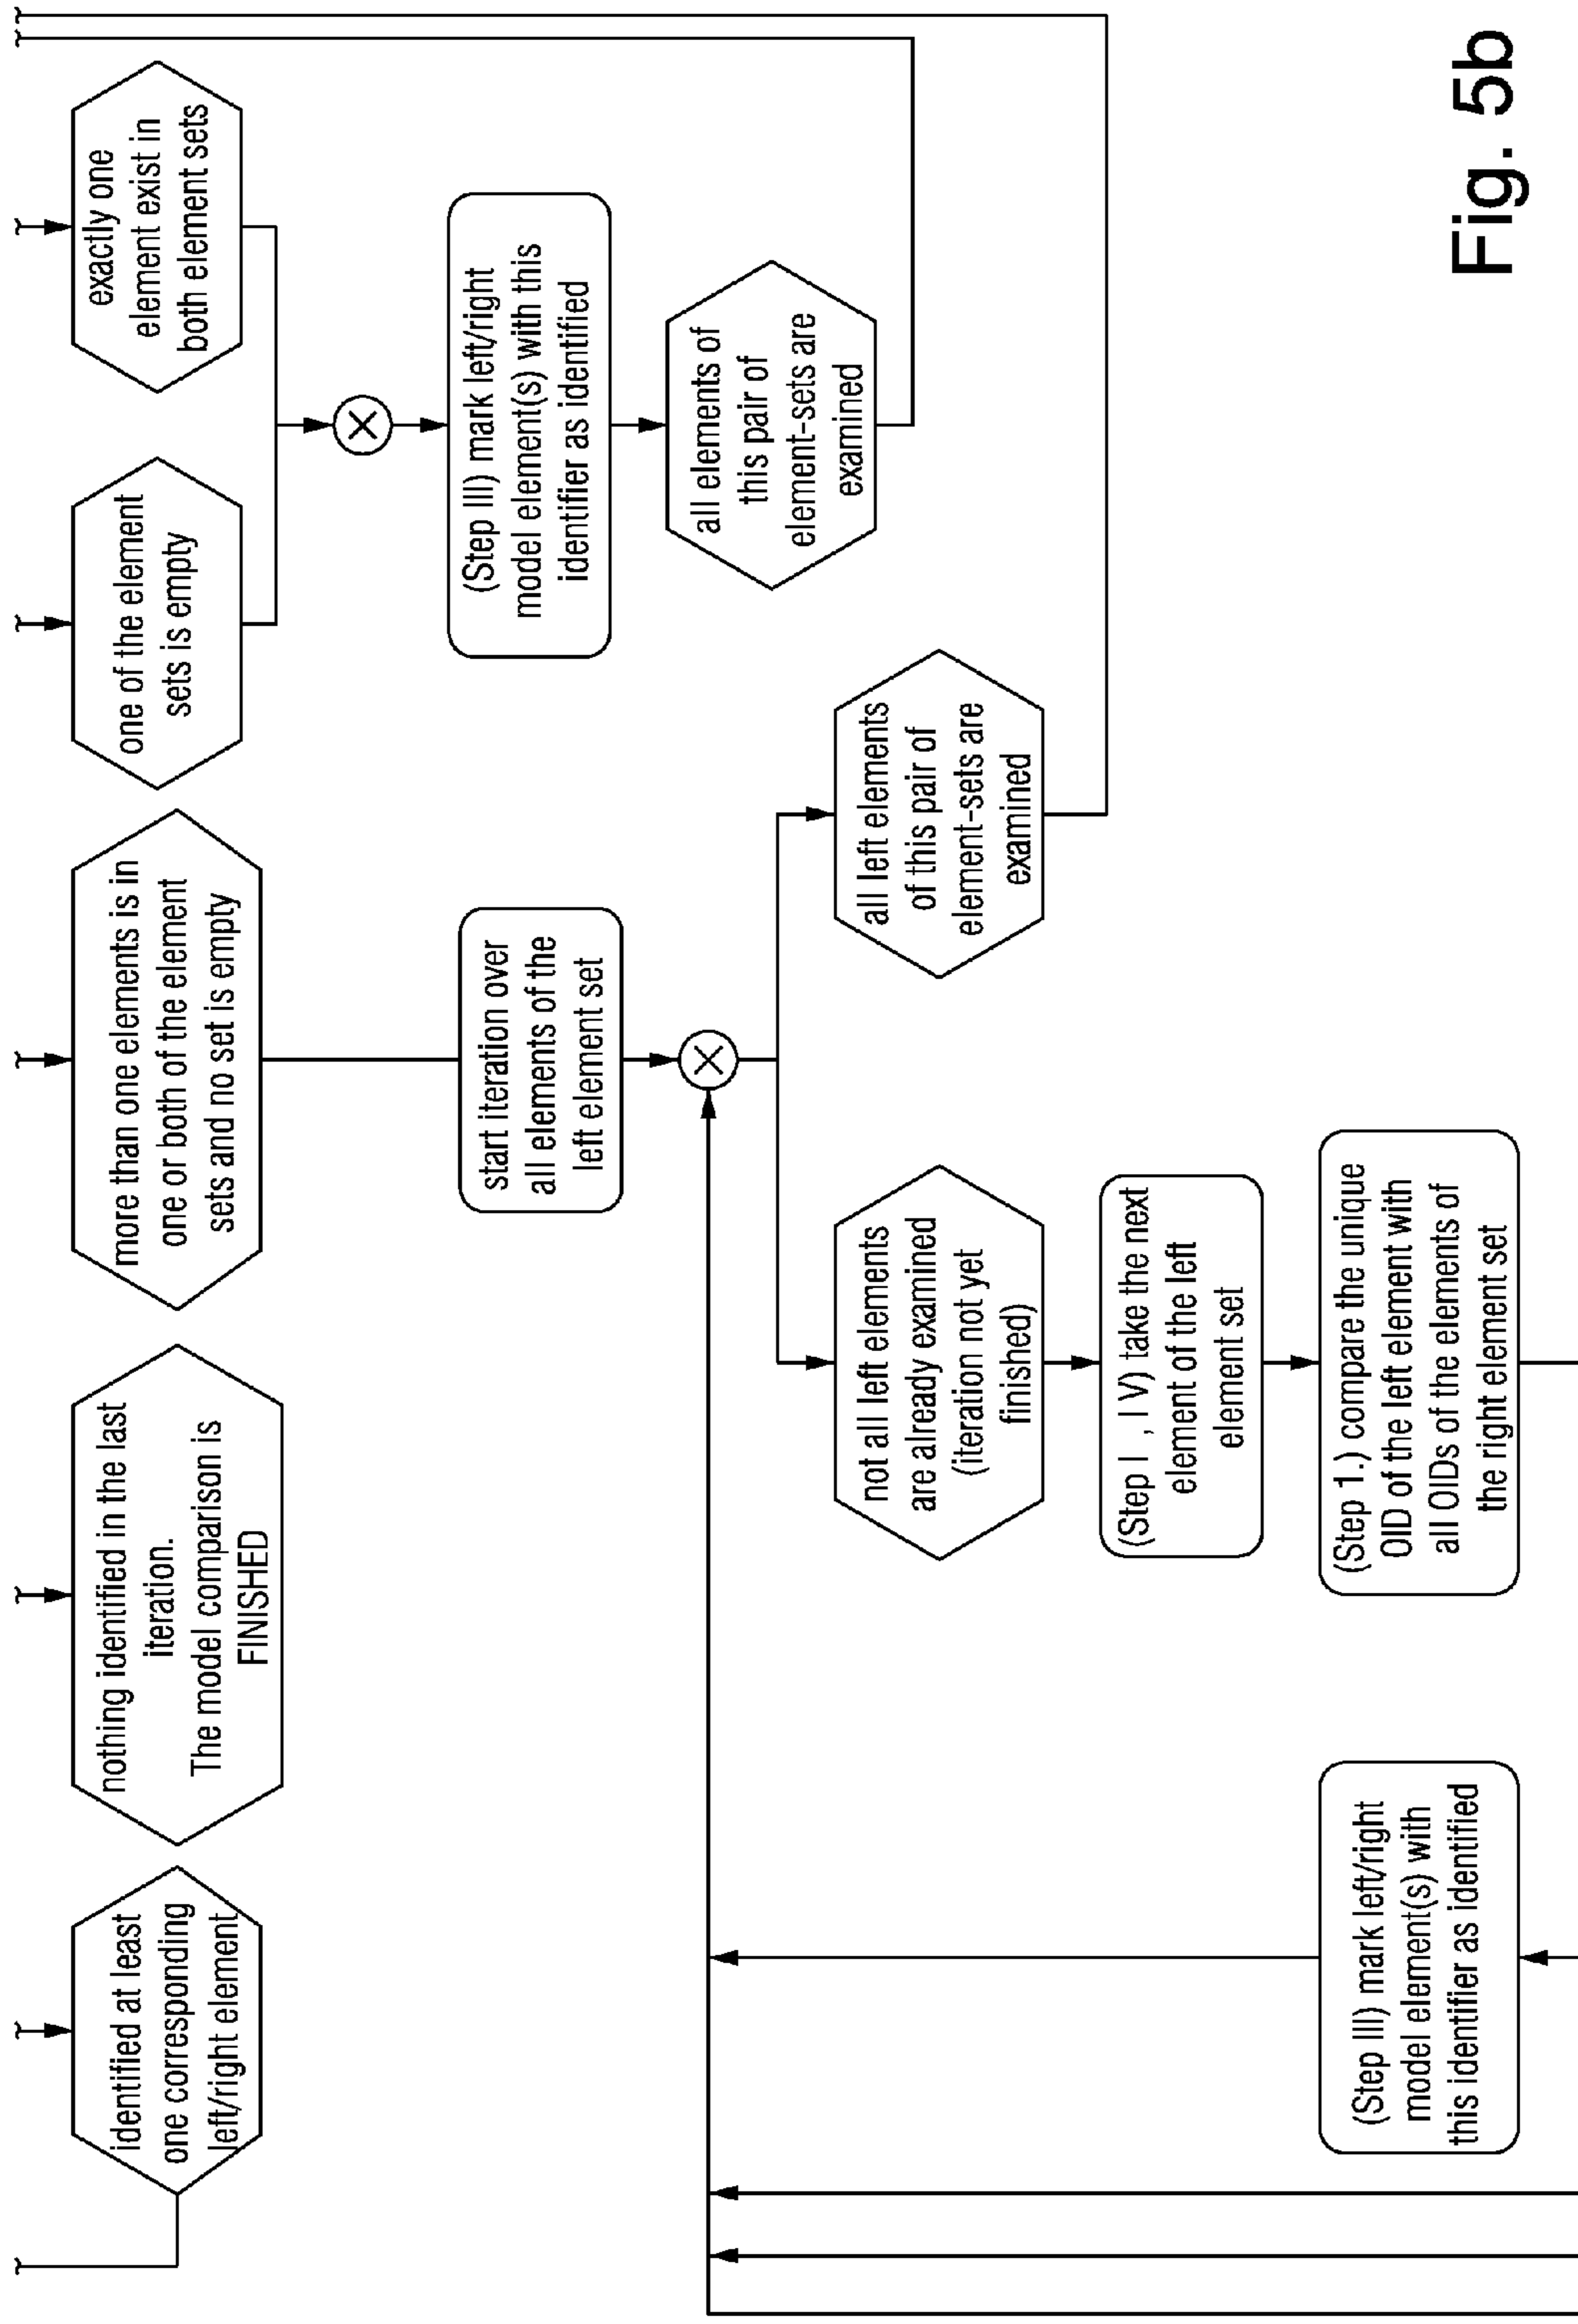 identified at least
one corresponding
left/right element
nothing identified in the last
iteration.
The model comparison is
FINISHED
more than one elements is in
one or both of the element
sets and no set is empty
one of the element
sets is empty
exactly one
element exist in
both element sets
(Step III) mark left/right
model element(s) with this
identifier as identified
all elements of
this pair of
element-sets are
examined
start iteration over
all elements of the
left element set
not all left elements
are already examined
(iteration not yet
finished)
all left elements
of this pair of
element-sets are
examined
(Step I , I V) take the next
element of the left
element set
(Step 1.) compare the unique
OID of the left element with
all OIDs of the elements of
the right element set
(Step III) mark left/right
model element(s) with
this identifier as identified
Fig. 5b